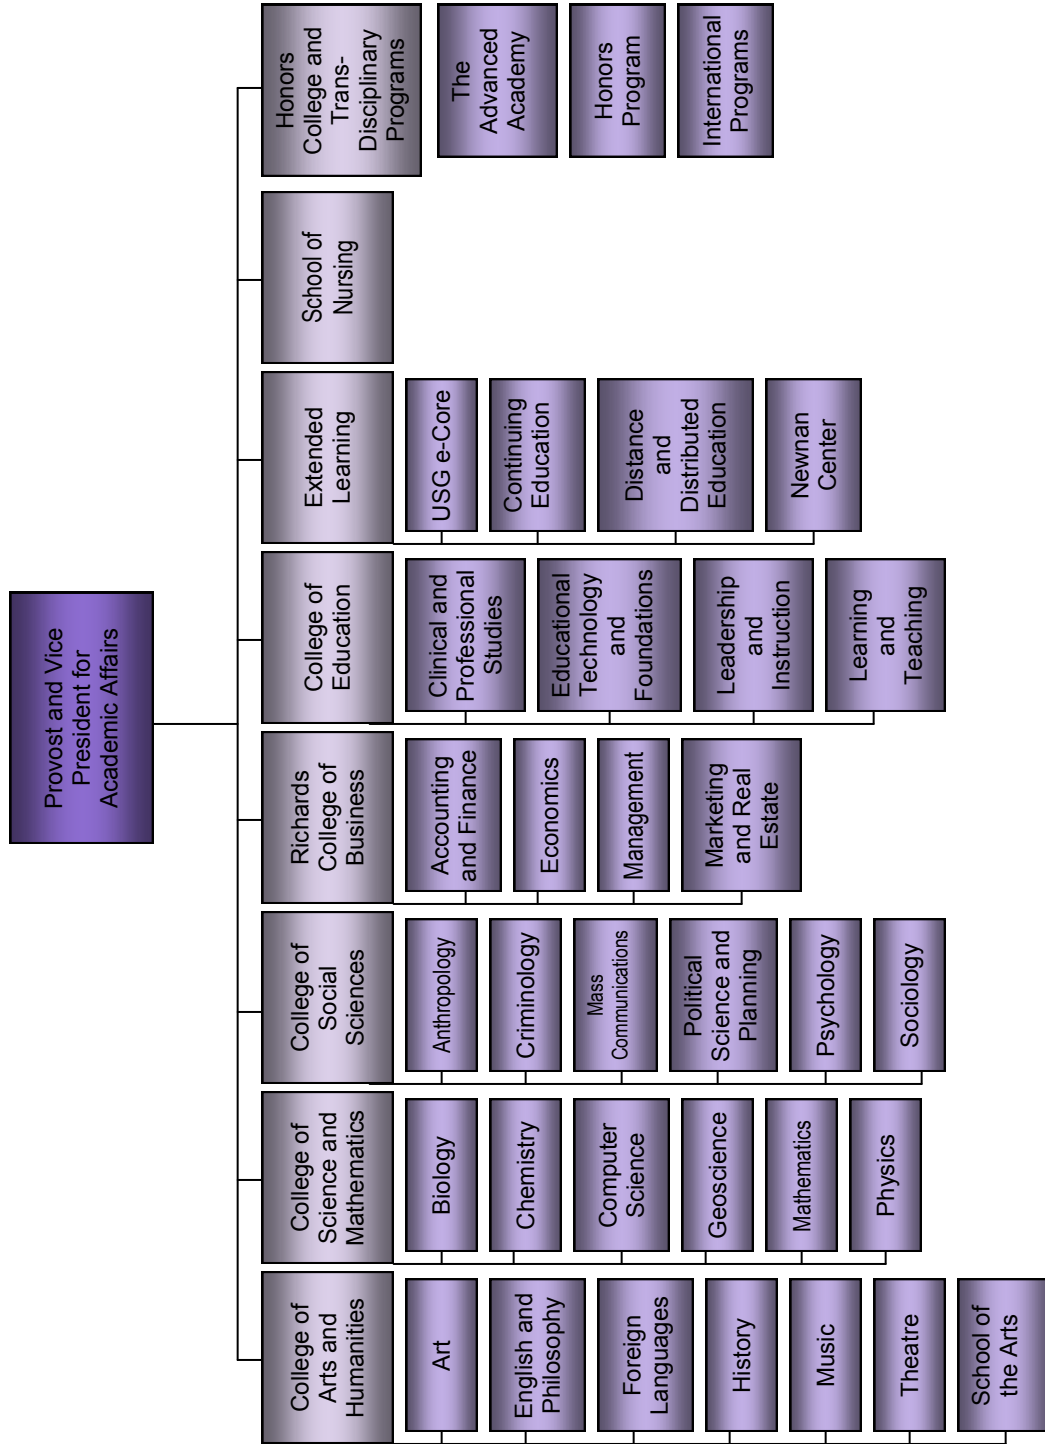 Provost and Vice
President for
Academic Affairs
College of
Arts and
Humanities
Art
English and
Philosophy
Foreign
Languages
History
Music
Theatre
School of
the Arts
College of
Science and
Mathematics
Biology
Chemistry
Computer
Science
Geoscience
Mathematics
Physics
College of
Social
Sciences
Anthropology
Criminology
Mass
Communications
Political
Science and
Planning
Psychology
Sociology
Richards
College of
Business
Accounting
and Finance
Economics
Management
Marketing
and Real
Estate
College of
Education
Clinical and
Professional
Studies
Educational
Technology
and
Foundations
Leadership
and
Instruction
Learning
and
Teaching
Extended
Learning
USG e-Core
Continuing
Education
Distance
and
Distributed
Education
Newnan
Center
School of
Nursing
Honors
College and
Trans-
Disciplinary
Programs
The
Advanced
Academy
Honors
Program
International
Programs